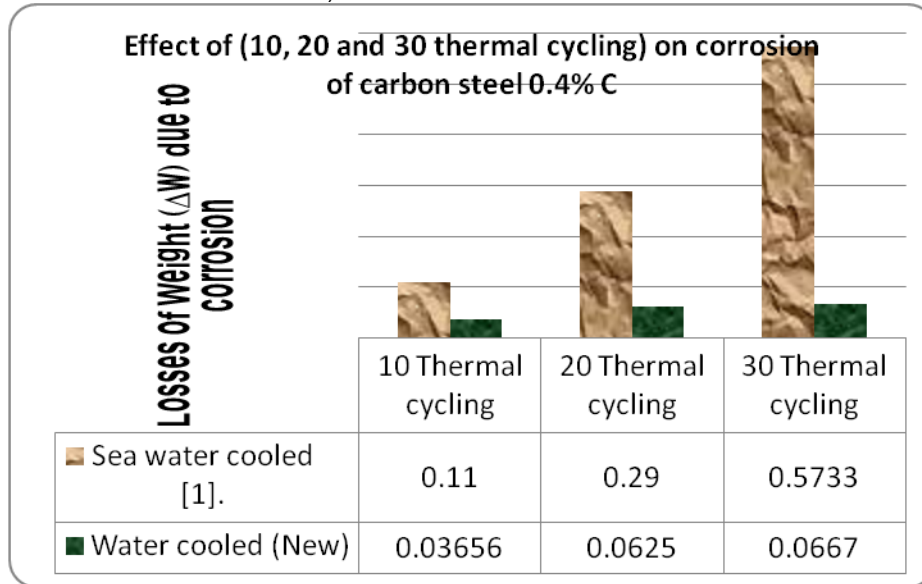 Effect of (10, 20 and 30 thermal cycling) on corrosion
of carbon steel 0.4% C
Losses of Weight (ΔW) due to
corrosion
10 Thermal
cycling
20 Thermal
cycling
30 Thermal
cycling
Sea water cooled
[1].
0.11
0.29
0.5733
Water cooled (New)
0.03656
0.0625
0.0667